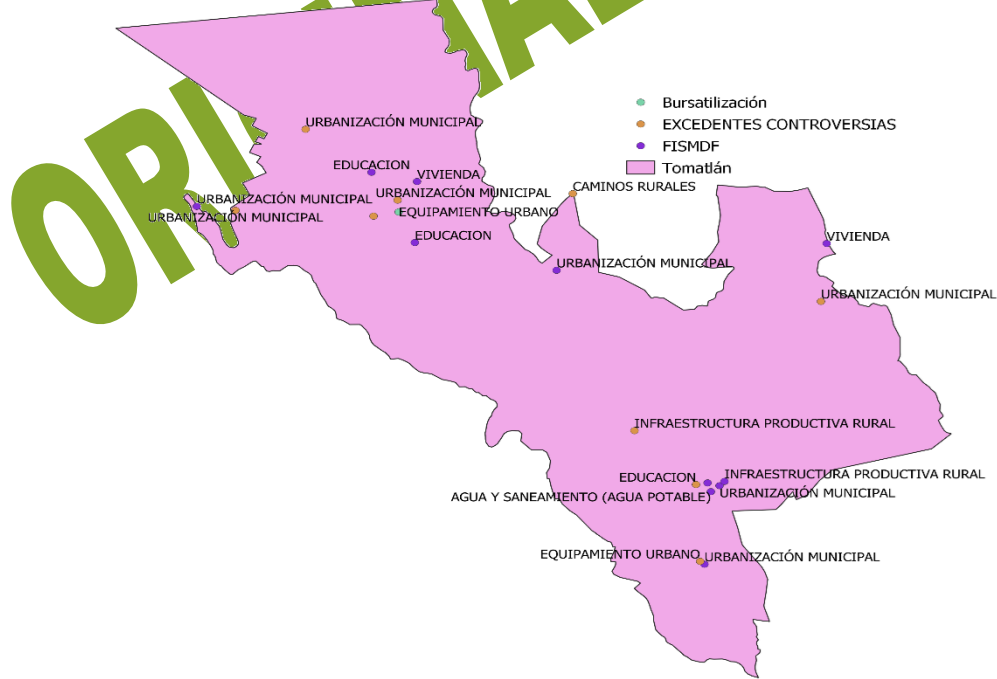 Bursatilización
EXCEDENTES CONTROVERSIAS
FISMDF
Tomatlán
URBANIZACIÓN MUNICIPAL
EDUCACION
VIVIENDA
URBANIZACIÓN MUNICIPAL
CAMINOS RURALES
URBANIZACIÓN MUNICIPAL
URBANIZACIÓN MUNICIPAL
EQUIPAMIENTO URBANO
EDUCACION
VIVIENDA
URBANIZACIÓN MUNICIPAL
URBANIZACIÓN MUNICIPAL
INFRAESTRUCTURA PRODUCTIVA RURAL
EDUCACION
INFRAESTRUCTURA PRODUCTIVA RURAL
AGUA Y SANEAMIENTO (AGUA POTABLE)
URBANIZACIÓN MUNICIPAL
EQUIPAMIENTO URBANO
URBANIZACIÓN MUNICIPAL